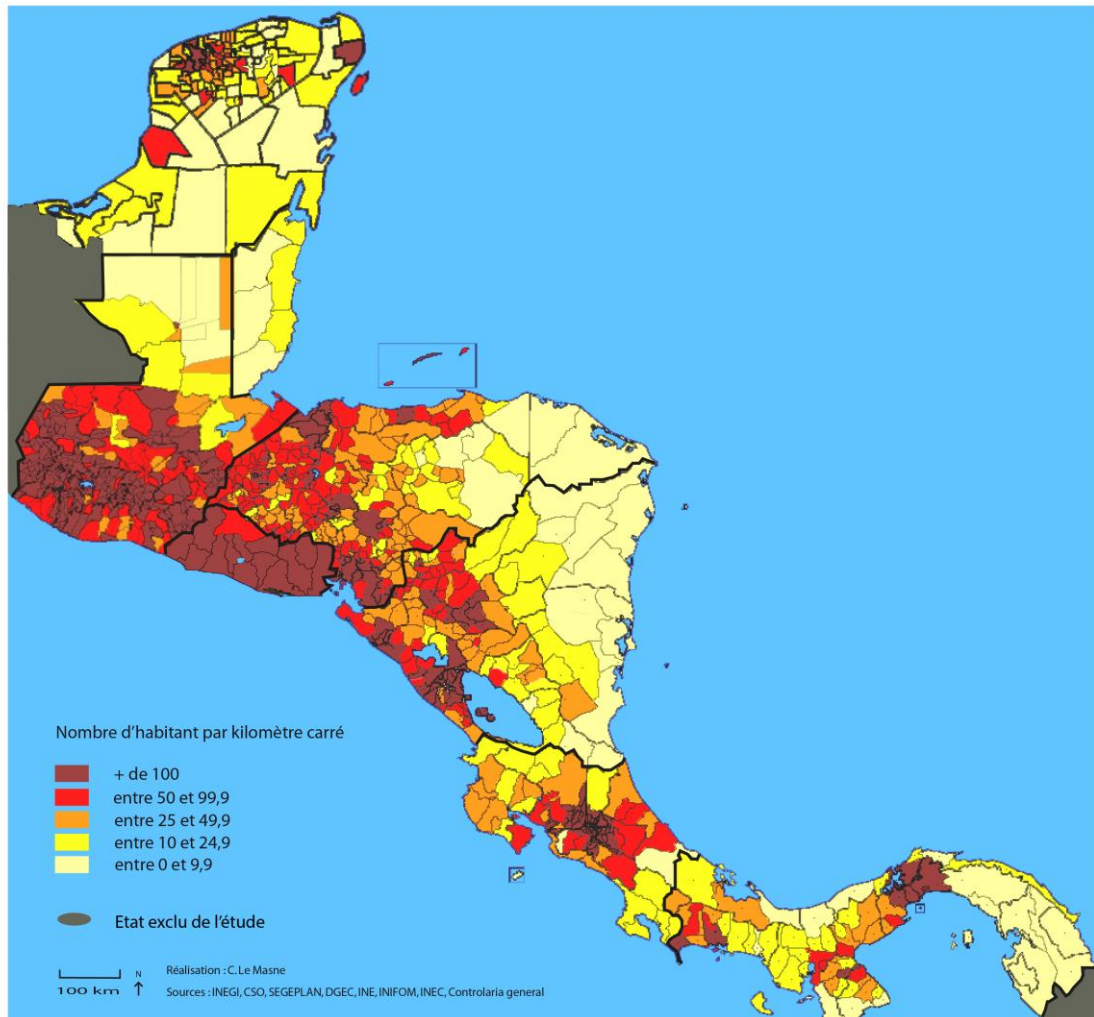 Nombre d'habitant par kilomètre carré
+ de 100
entre 50 et 99,9
entre 25 et 49,9
entre 10 et 24,9
entre 0 et 9,9
Etat exclu de l'étude
100 km
N
Réalisation : C. Le Masne
Sources : INEGI, CSO, SEGEPLAN, DGEC, INE, INIFOM, INEC, Controlaria general